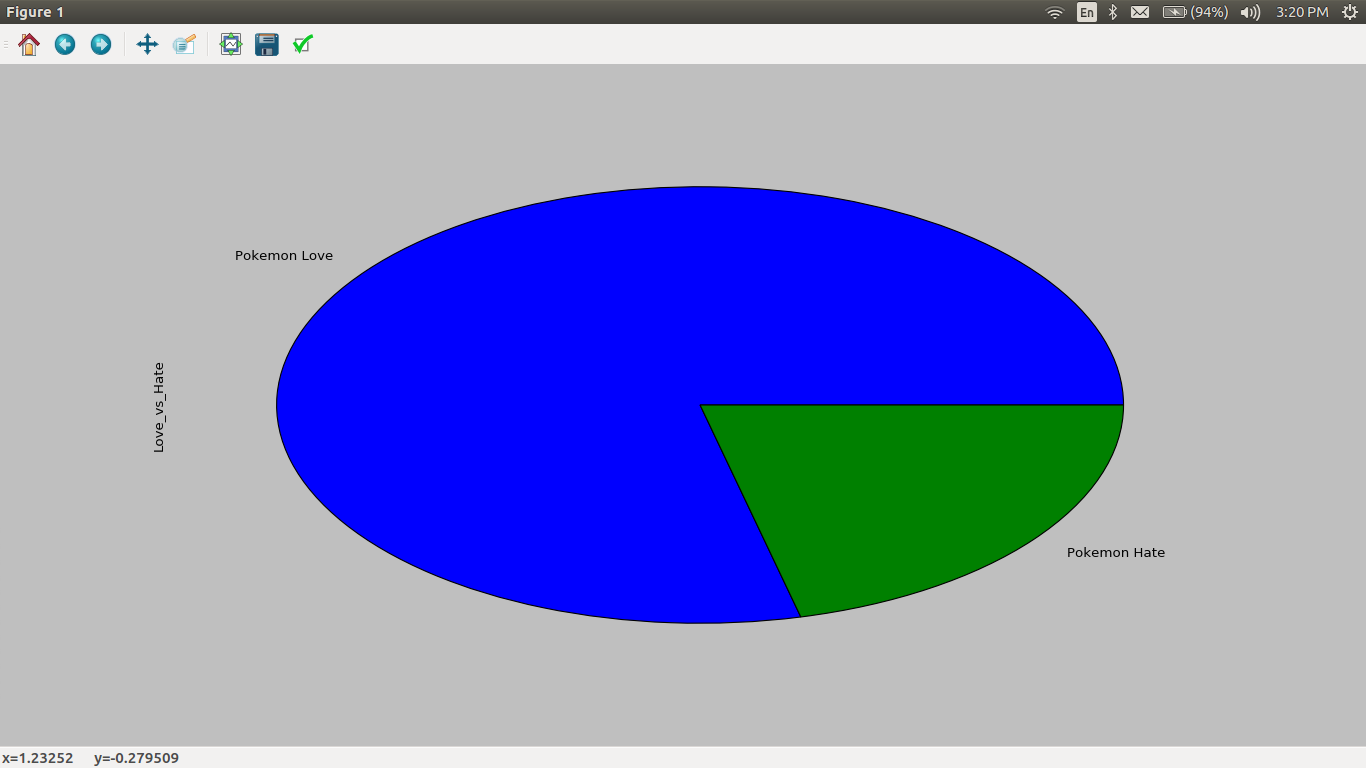 Figure 1
En
(94%)
3:20 PM
Pokemon Love
Love_vs_Hate
Pokemon Hate
x=1.23252 y=-0.279509